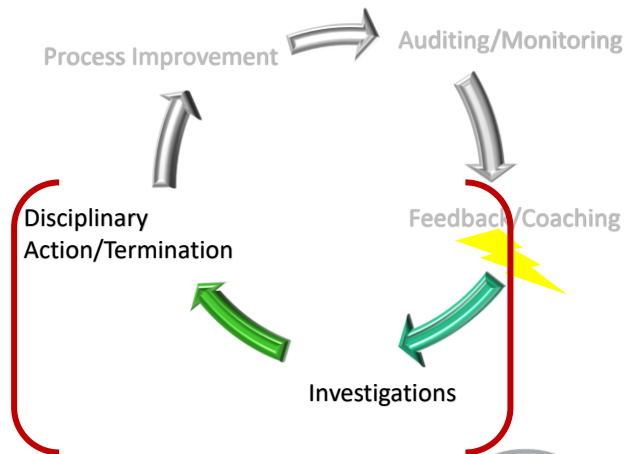 Process Improvement
Auditing/Monitoring
Disciplinary
Action/Termination
Feedback/Coaching
Investigations